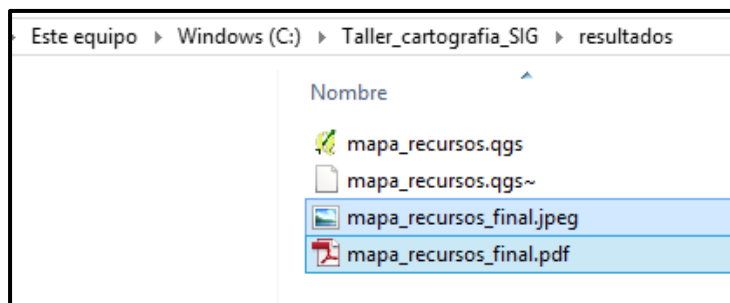 Este equipo Windows (C:) Taller_cartografia_SIG resultados
Nombre
mapa_recursos.qgs
mapa_recursos.qgs~
mapa_recursos_final.jpeg
mapa_recursos_final.pdf